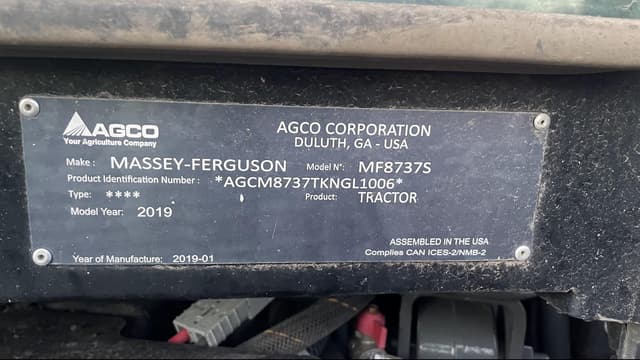 AGCO
Your Agriculture Company
AGCO CORPORATION
DULUTH, GA - USA
Make : MASSEY-FERGUSON Model N°: MF8737S
Product Identification Number : *AGCM8737TKNGL1006*
Type: **** Product: TRACTOR
Model Year: 2019
ASSEMBLED IN THE USA
Year of Manufacture: 2019-01 Complies CAN ICES-2/NMB-2